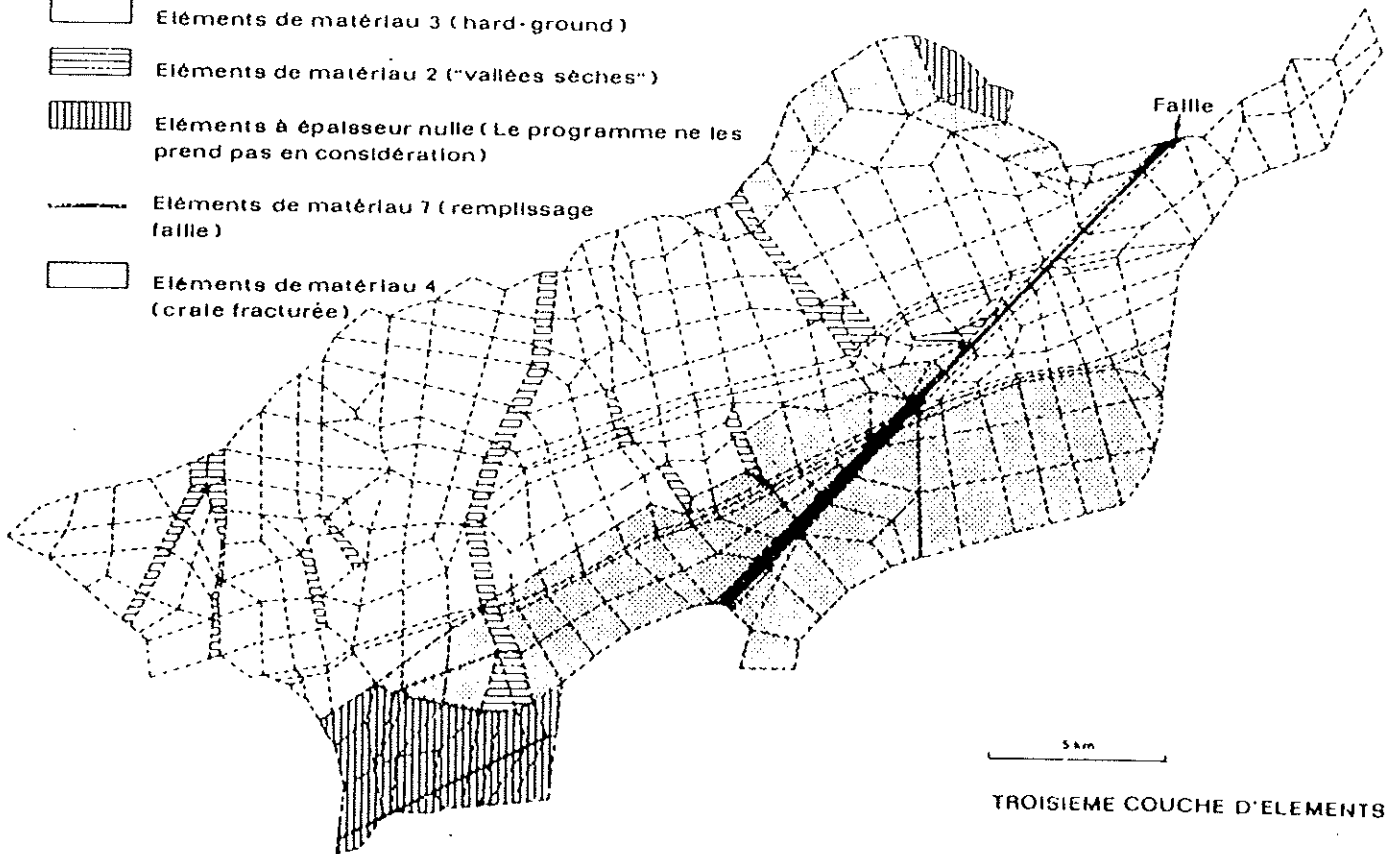 Eléments de matériau 3 (hard-ground)
Eléments de matériau 2 ("vallées sèches")
Eléments à épaisseur nulle (Le programme ne les
prend pas en considération)
Eléments de matériau 7 (remplissage
faille)
Eléments de matériau 4
(craie fracturée)
Faille
5 km
TROISIEME COUCHE D'ELEMENTS